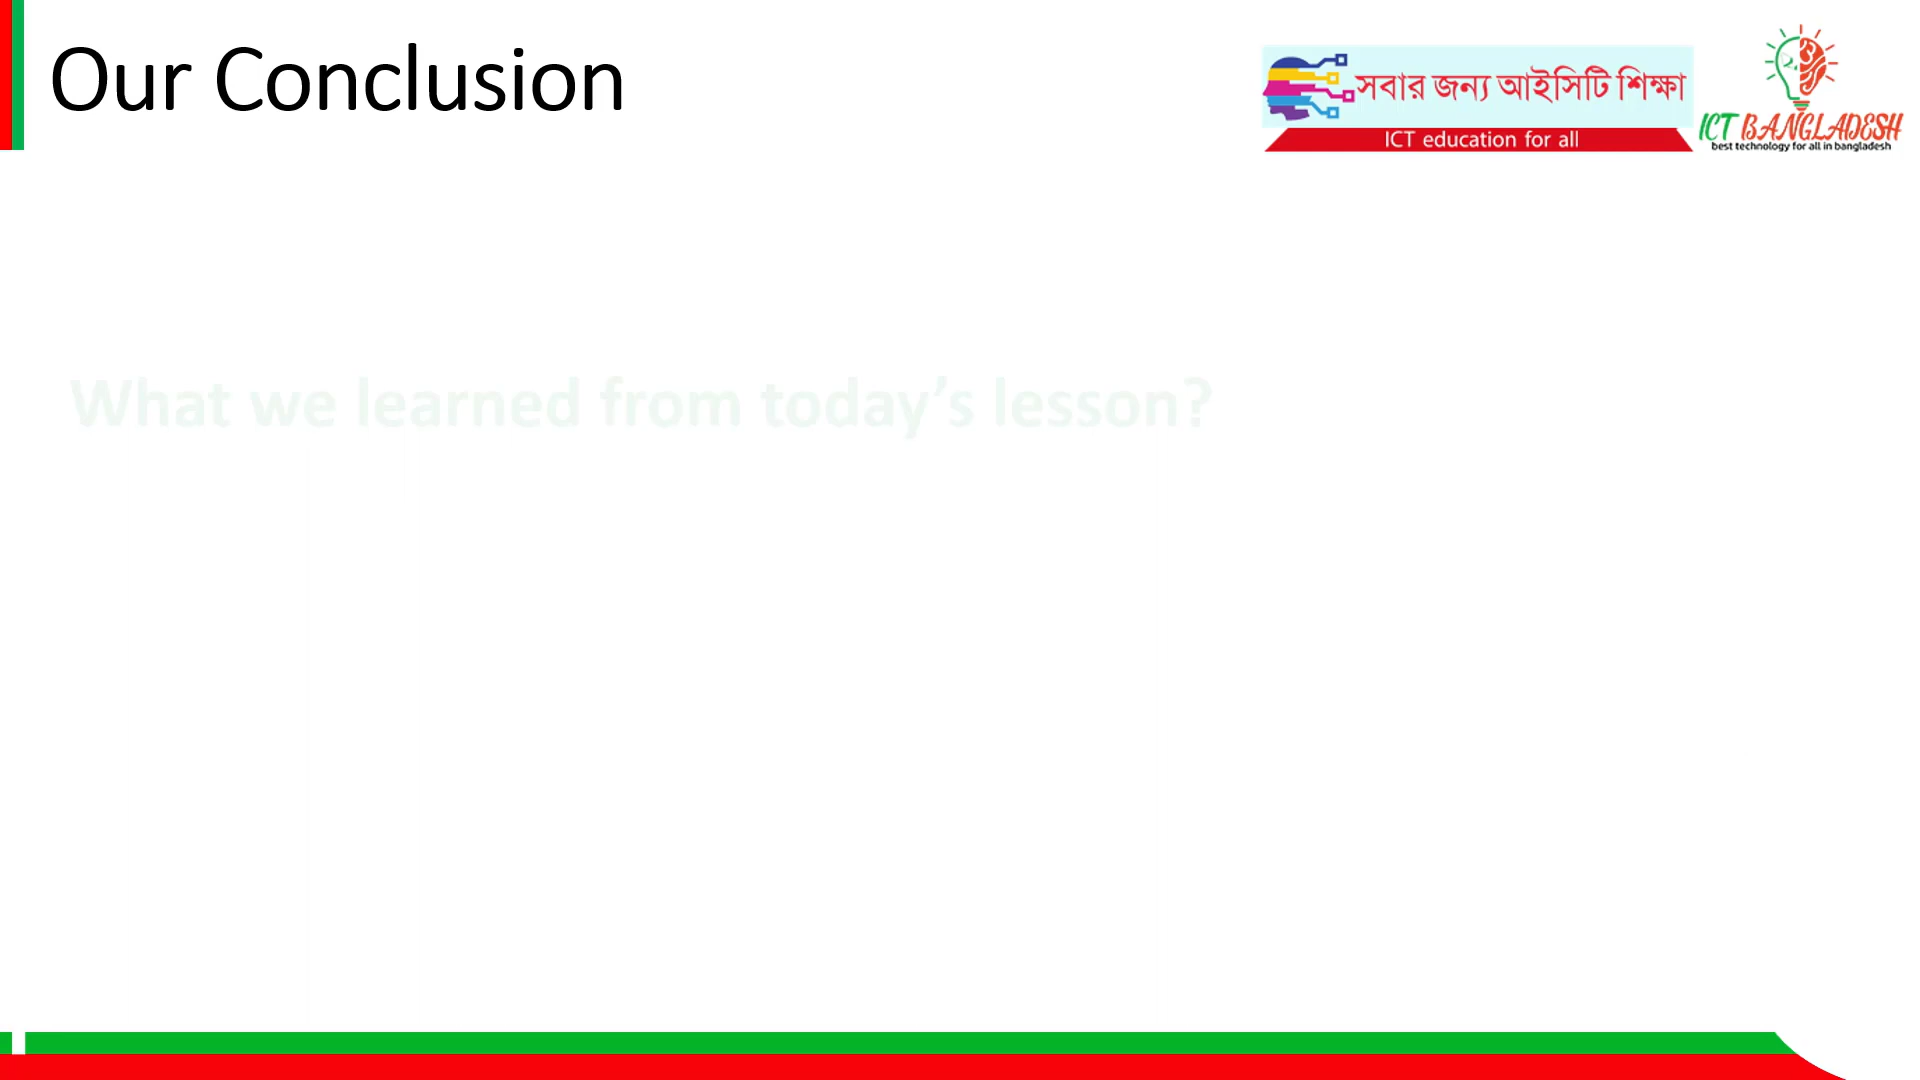 Our Conclusion
সবার জন্য আইসিটি শিক্ষা
ICT education for all
ICT BANGLADESH
best technology for all in bangladesh
What we learned from today’s lesson?